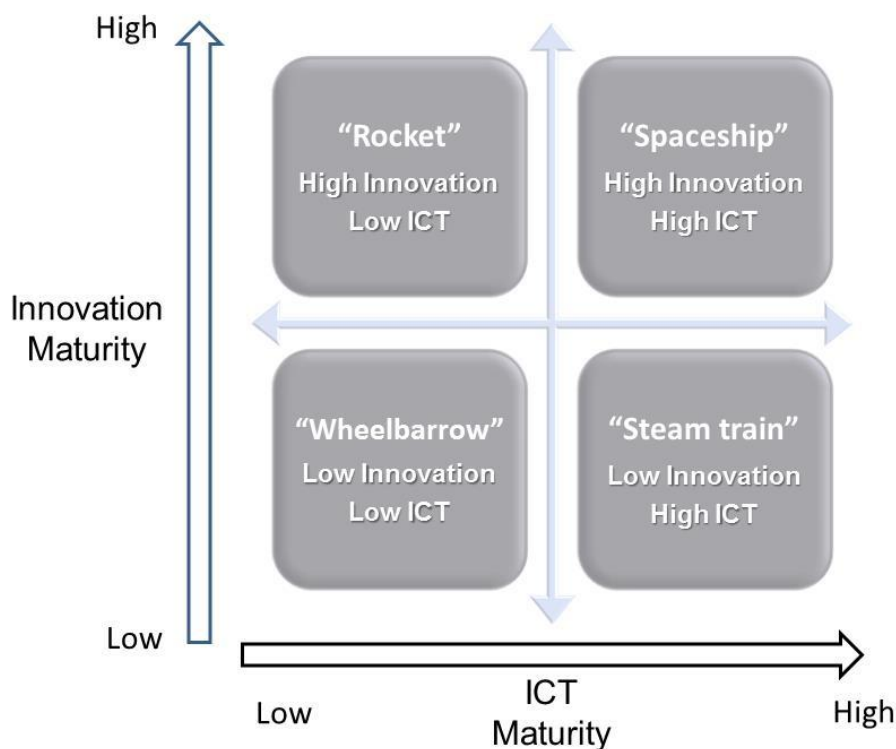 High
“Rocket”
High Innovation
Low ICT
“Spaceship”
High Innovation
High ICT
Innovation
Maturity
“Wheelbarrow”
Low Innovation
Low ICT
“Steam train”
Low Innovation
High ICT
Low
Low
ICT
Maturity
High